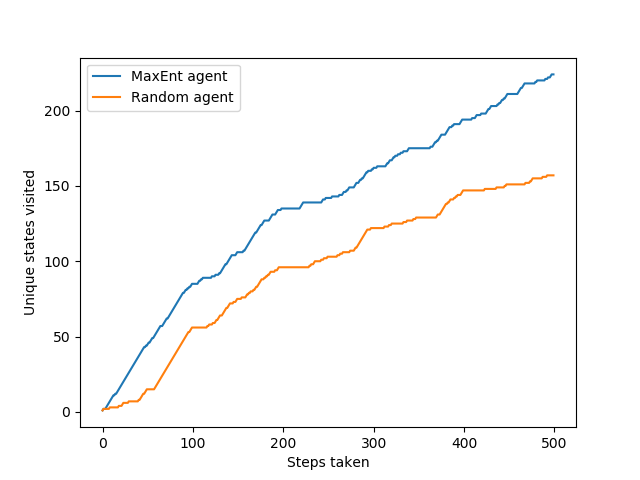 MaxEnt agent
Random agent
200
150
100
50
0
Unique states visited
0 100 200 300 400 500
Steps taken